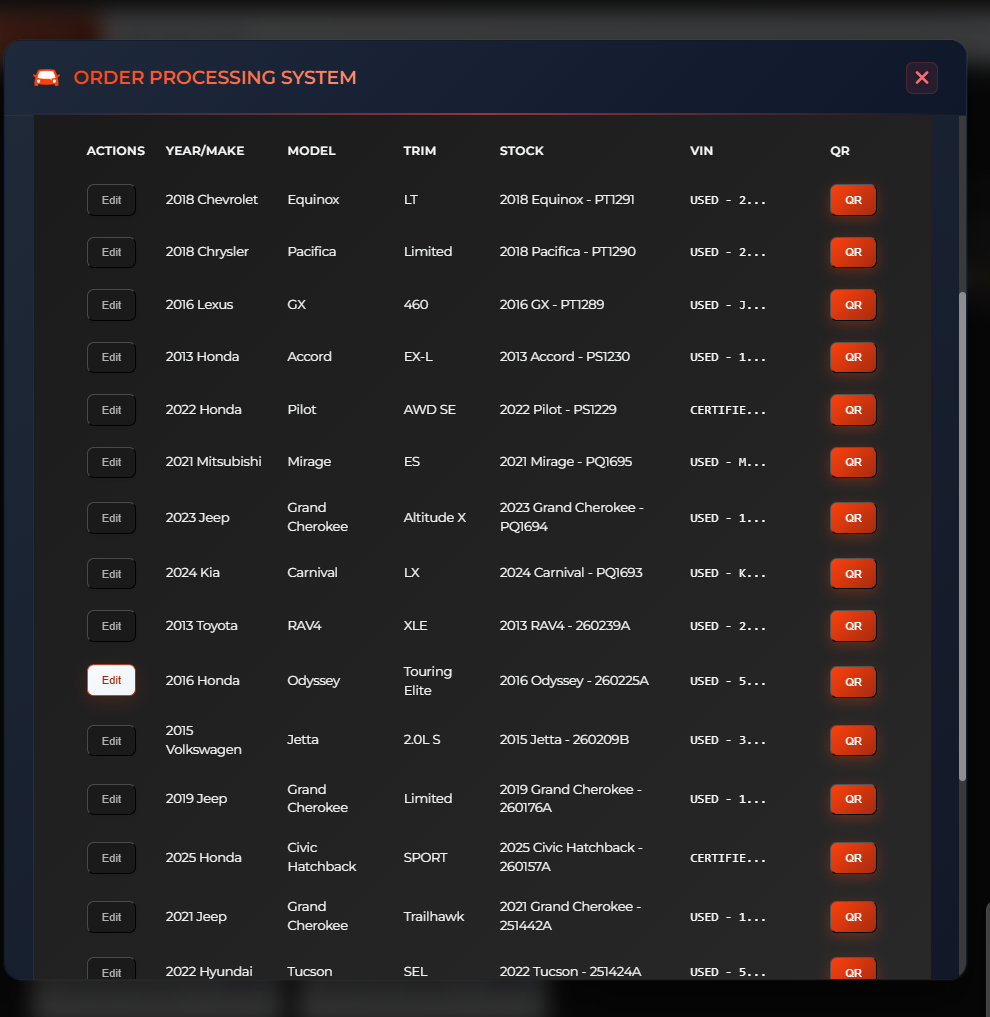 ORDER PROCESSING SYSTEM
ACTIONS YEAR/MAKE MODEL TRIM STOCK VIN QR
Edit 2018 Chevrolet Equinox LT 2018 Equinox - PT1291 USED - 2... QR
Edit 2018 Chrysler Pacifica Limited 2018 Pacifica - PT1290 USED - 2... QR
Edit 2016 Lexus GX 460 2016 GX - PT1289 USED - J... QR
Edit 2013 Honda Accord EX-L 2013 Accord - PS1230 USED - 1... QR
Edit 2022 Honda Pilot AWD SE 2022 Pilot - PS1229 CERTIFIE... QR
Edit 2021 Mitsubishi Mirage ES 2021 Mirage - PQ1695 USED - M... QR
Edit 2023 Jeep Grand Cherokee Altitude X 2023 Grand Cherokee - PQ1694 USED - 1... QR
Edit 2024 Kia Carnival LX 2024 Carnival - PQ1693 USED - K... QR
Edit 2013 Toyota RAV4 XLE 2013 RAV4 - 260239A USED - 2... QR
Edit 2016 Honda Odyssey Touring Elite 2016 Odyssey - 260225A USED - 5... QR
Edit 2015 Volkswagen Jetta 2.0L S 2015 Jetta - 260209B USED - 3... QR
Edit 2019 Jeep Grand Cherokee Limited 2019 Grand Cherokee - 260176A USED - 1... QR
Edit 2025 Honda Civic Hatchback SPORT 2025 Civic Hatchback - 260157A CERTIFIE... QR
Edit 2021 Jeep Grand Cherokee Trailhawk 2021 Grand Cherokee - 251442A USED - 1... QR
Edit 2022 Hyundai Tucson SEL 2022 Tucson - 251424A USED - 5... QR